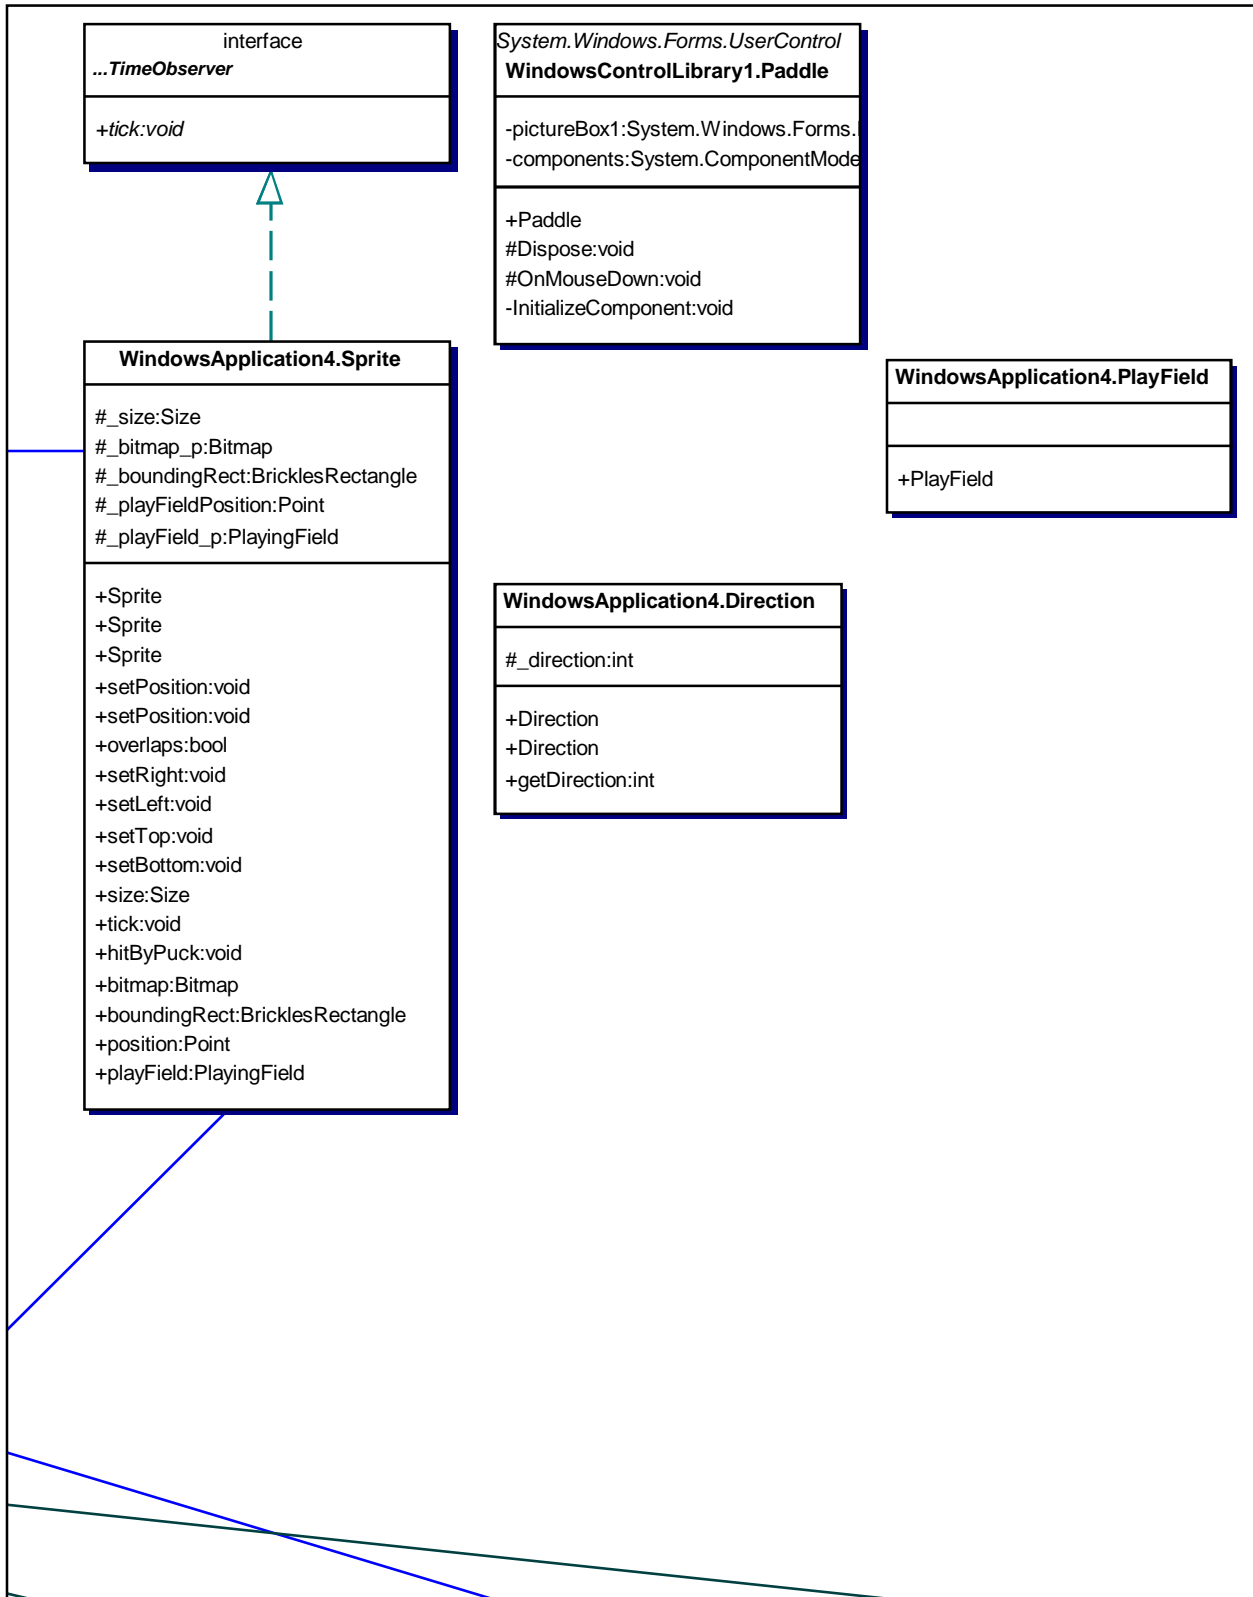 interface
...TimeObserver
+tick:void
System.Windows.Forms.UserControl
WindowsControlLibrary1.Paddle
-pictureBox1:System.Windows.Forms.
-components:System.ComponentMode
+Paddle
#Dispose:void
#OnMouseDown:void
-InitializeComponent:void
WindowsApplication4.Sprite
#_size:Size
#_bitmap_p:Bitmap
#_boundingRect:BricklesRectangle
#_playFieldPosition:Point
#_playField_p:PlayingField
+Sprite
+Sprite
+Sprite
+setPosition:void
+setPosition:void
+overlaps:bool
+setRight:void
+setLeft:void
+setTop:void
+setBottom:void
+size:Size
+tick:void
+hitByPuck:void
+bitmap:Bitmap
+boundingRect:BricklesRectangle
+position:Point
+playField:PlayingField
WindowsApplication4.PlayField
+PlayField
WindowsApplication4.Direction
#_direction:int
+Direction
+Direction
+getDirection:int